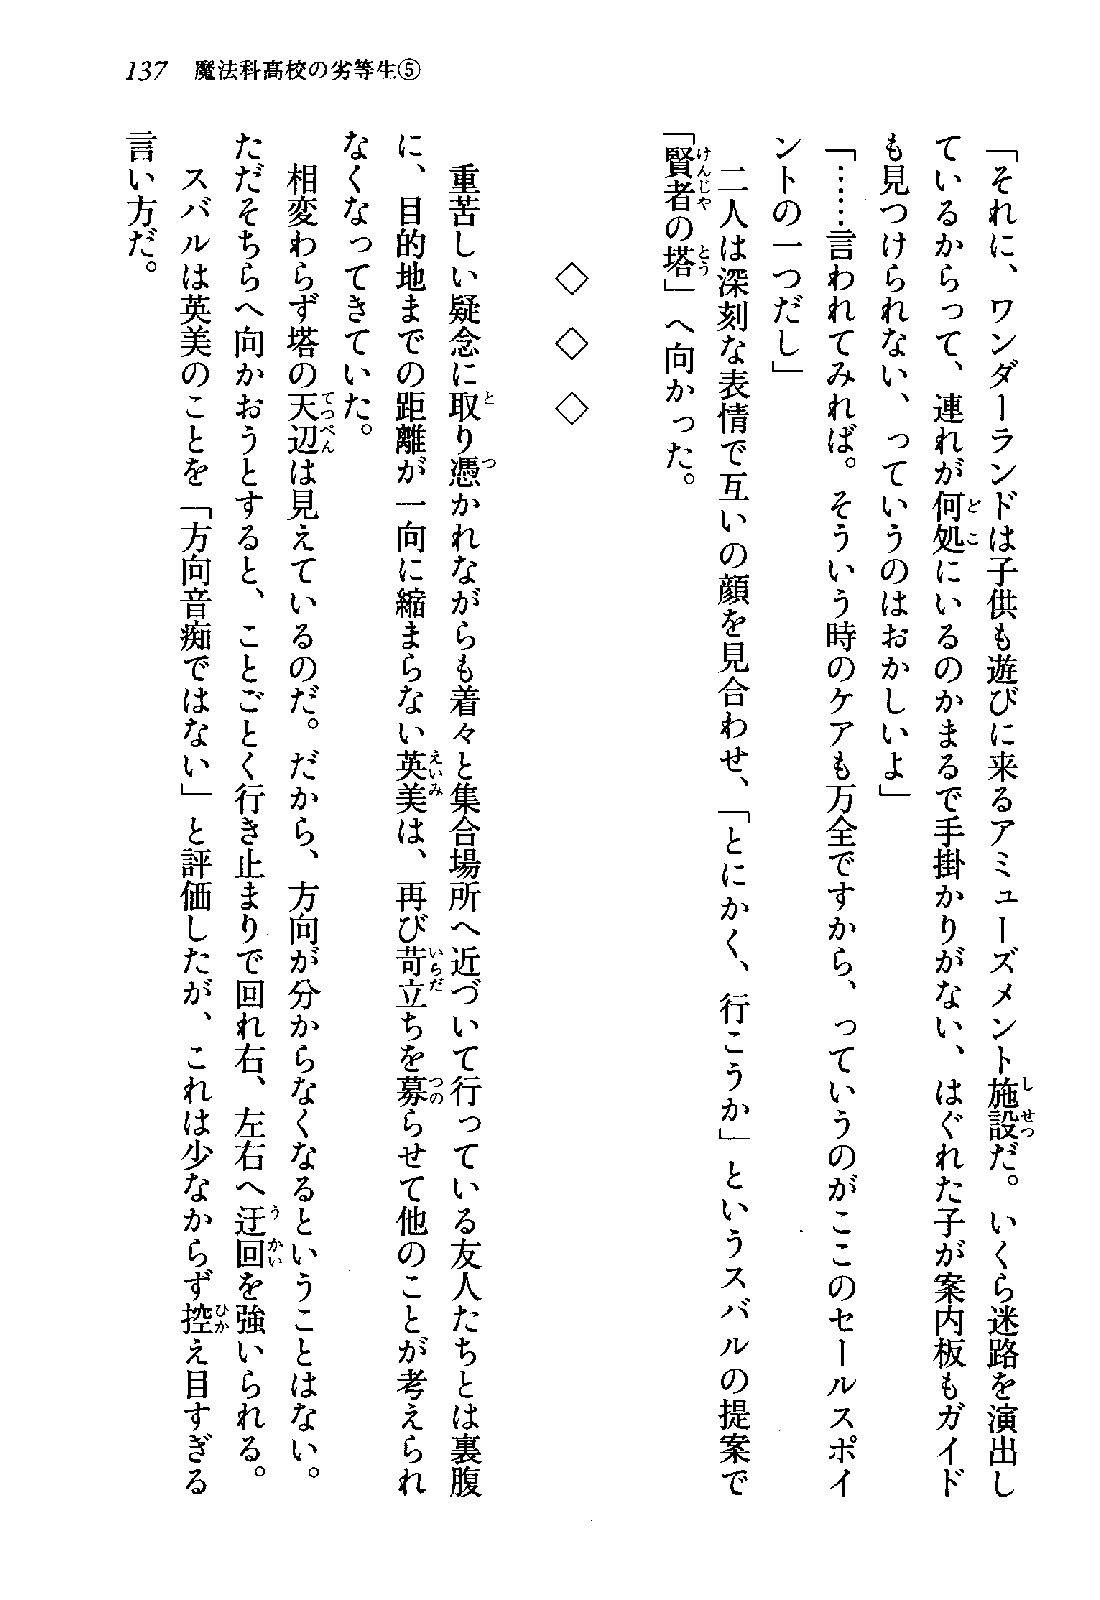 137 魔法科高校の劣等生⑤
「それに、ワンダーランドは子供も遊びに来るアミューズメント施設だ。いくら迷路を演出し
ているからって、連れが何処にいるのかまるで手掛かりがない、はぐれた子が案内板もガイド
も見つけられない、っていうのはおかしいよ」
「……言われてみれば。そういう時のケアも万全ですから、っていうのがここのセールスポイ
ントの一つだし」
二人は深刻な表情で互いの顔を見合わせ、「とにかく、行こうか」というスバルの提案で
「賢者の塔」へ向かった。
◇ ◇ ◇
重苦しい疑念に取り憑かれながらも着々と集合場所へ近づいて行っている友人たちとは裏腹
に、目的地までの距離が一向に縮まらない英美は、再び苛立ちを募らせて他のことが考えられ
なくなってきていた。
相変わらず塔の天辺は見えているのだ。だから、方向が分からなくなるということはない。
ただそちらへ向かおうとすると、ことごとく行き止まりで回れ右、左右へ迂回を強いられる。
スバルは英美のことを「方向音痴ではない」と評価したが、これは少なからず控え目すぎる
言い方だ。